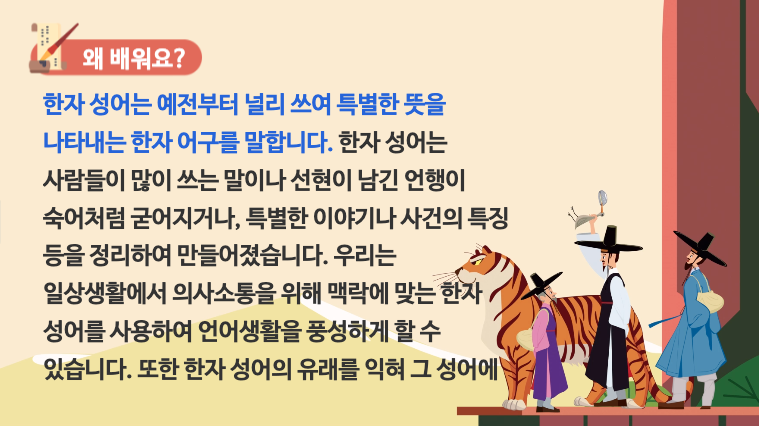 왜 배워요?
한자 성어는 예전부터 널리 쓰여 특별한 뜻을
나타내는 한자 어구를 말합니다. 한자 성어는
사람들이 많이 쓰는 말이나 선현이 남긴 언행이
숙어처럼 굳어지거나, 특별한 이야기나 사건의 특징
등을 정리하여 만들어졌습니다. 우리는
일상생활에서 의사소통을 위해 맥락에 맞는 한자
성어를 사용하여 언어생활을 풍성하게 할 수
있습니다. 또한 한자 성어의 유래를 익혀 그 성어에